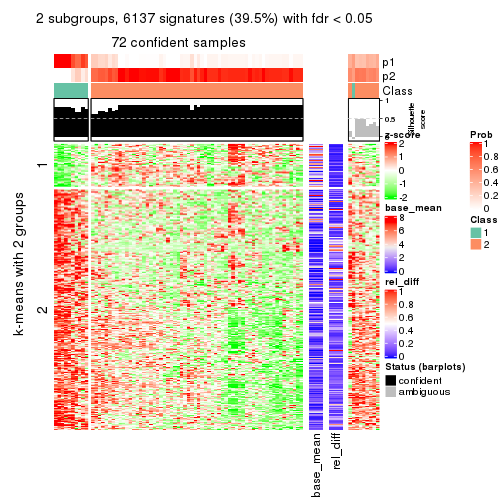 2 subgroups, 6137 signatures (39.5%) with fdr < 0.05
72 confident samples
p1
p2
Class
1
0.5
0
Silhouette
score
k-means with 2 groups
1
2
base_mean
rel_diff
z-score
2
1
0
-1
-2
base_mean
8
6
4
2
0
rel_diff
1
0.8
0.6
0.4
0.2
0
Status (barplots)
confident
ambiguous
Prob
1
0.8
0.6
0.4
0.2
0
Class
1
2